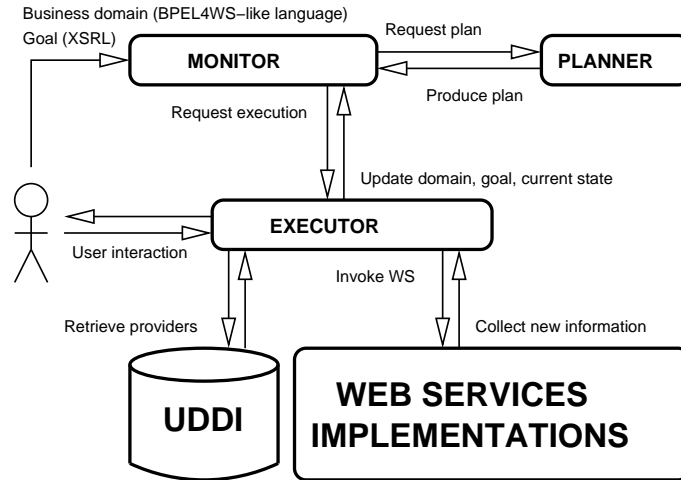 Business domain (BPEL4WS−like language)
Goal (XSRL)
Request plan
MONITOR
PLANNER
Produce plan
Request execution
Update domain, goal, current state
EXECUTOR
User interaction
Invoke WS
Retrieve providers
Collect new information
UDDI
WEB SERVICES
IMPLEMENTATIONS